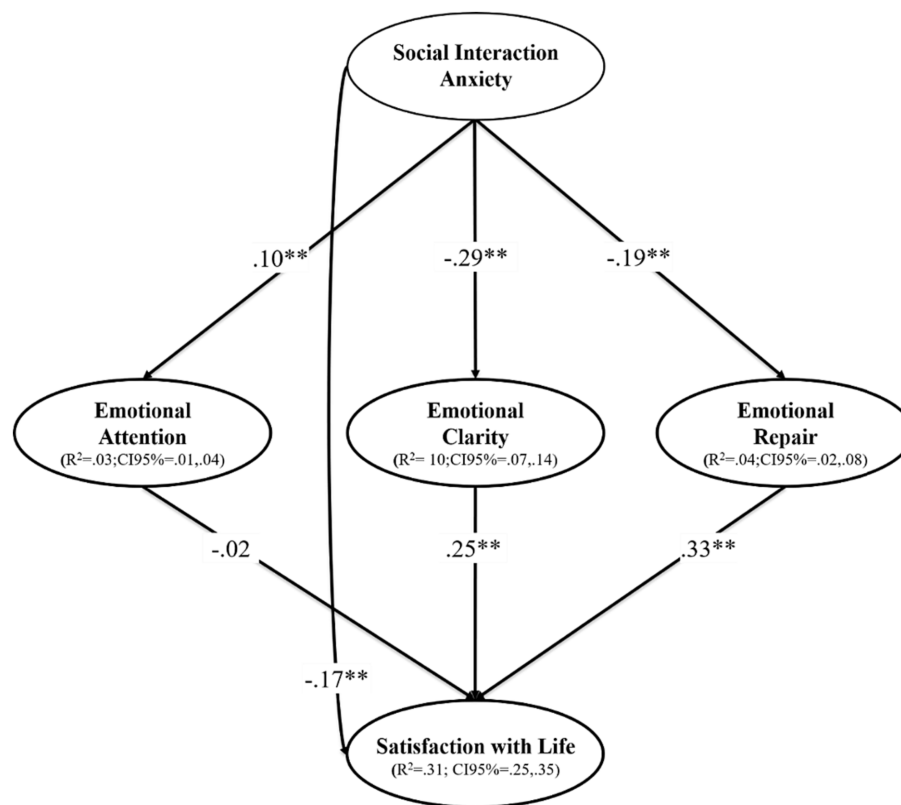 Social Interaction
Anxiety
.10**
-.29**
-.19**
Emotional
Attention
(R²=.03;CI95%=.01,.04)
Emotional
Clarity
(R²= 10;CI95%=.07,.14)
Emotional
Repair
(R²=.04;CI95%=.02,.08)
-.02
.25**
.33**
-.17**
Satisfaction with Life
(R²=.31; CI95%=.25,.35)